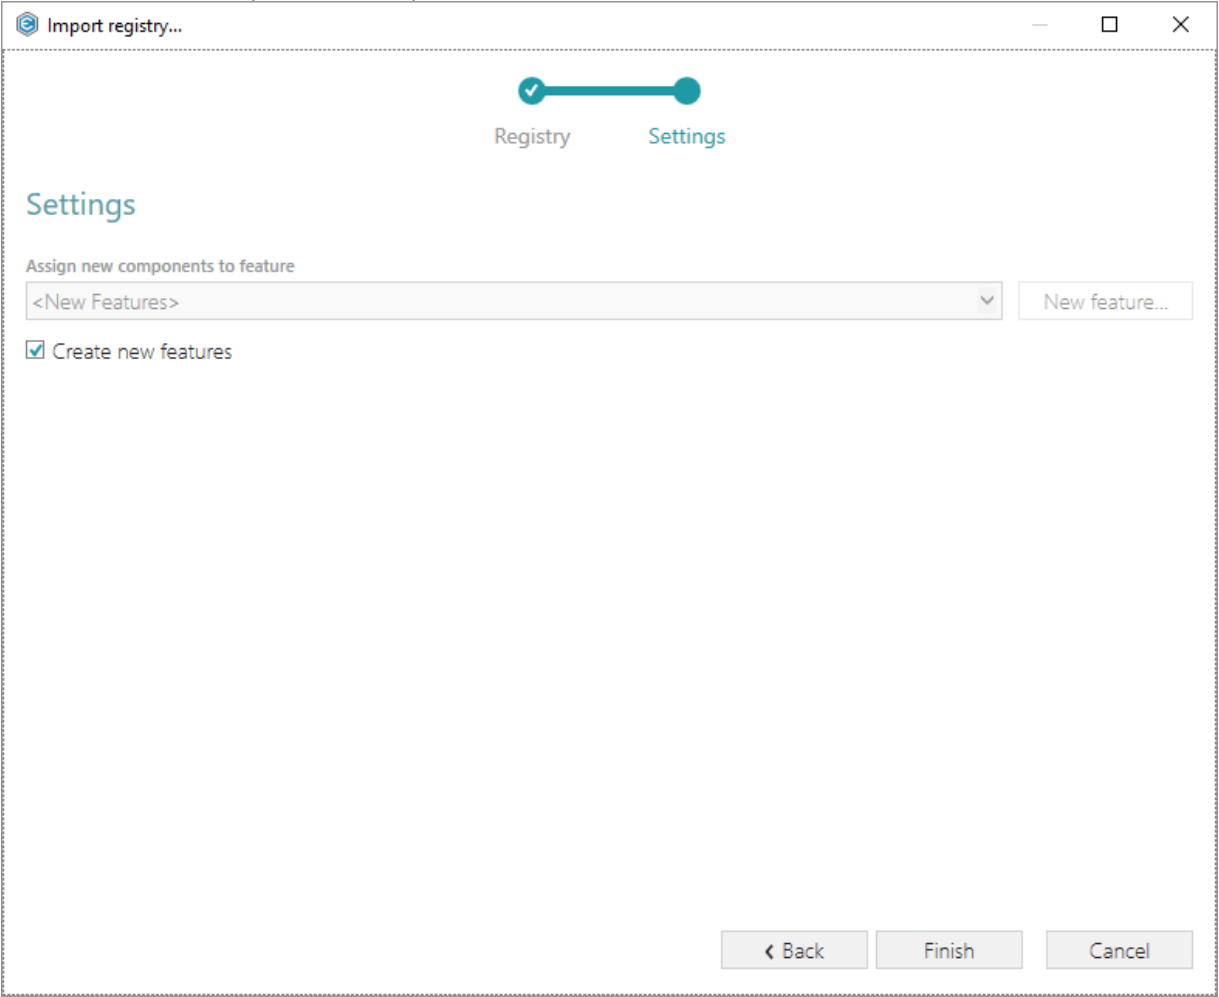 Import registry...
Registry
Settings
Settings
Assign new components to feature
<New Features>
New feature...
Create new features
Back
Finish
Cancel